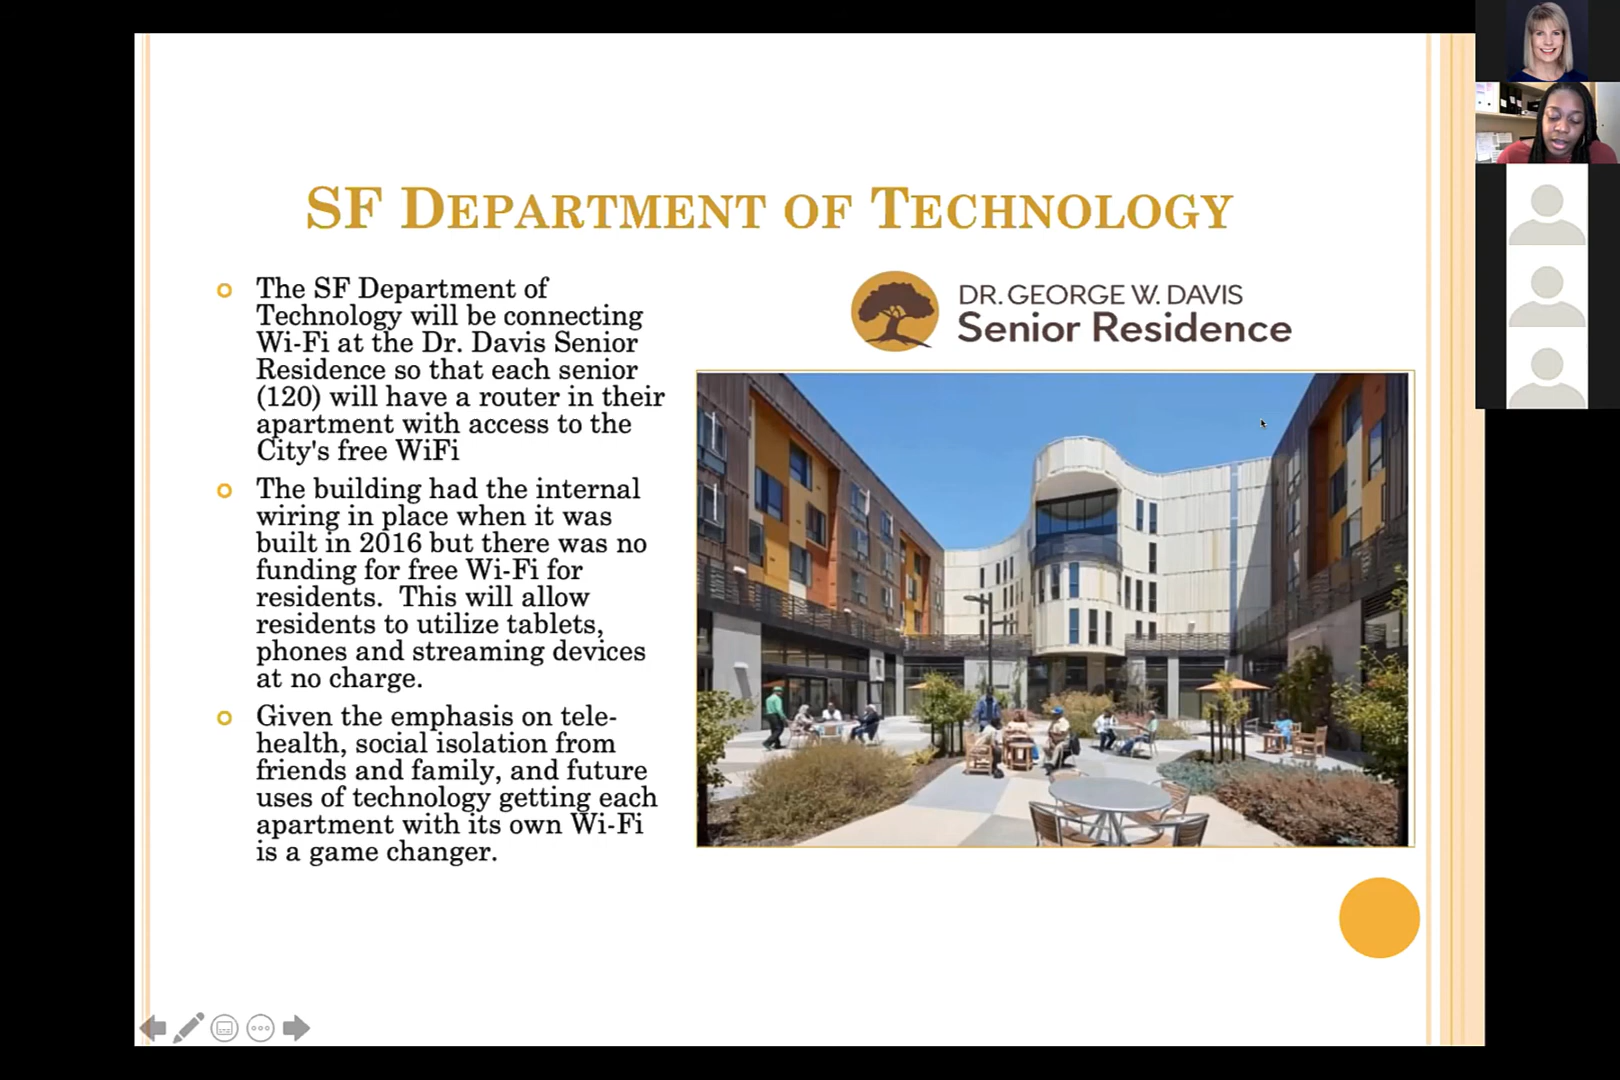 SF DEPARTMENT OF TECHNOLOGY
The SF Department of
Technology will be connecting
Wi-Fi at the Dr. Davis Senior
Residence so that each senior
(120) will have a router in their
apartment with access to the
City's free WiFi
The building had the internal
wiring in place when it was
built in 2016 but there was no
funding for free Wi-Fi for
residents.  This will allow
residents to utilize tablets,
phones and streaming devices
at no charge.
Given the emphasis on tele-
health, social isolation from
friends and family, and future
uses of technology getting each
apartment with its own Wi-Fi
is a game changer.
DR. GEORGE W. DAVIS
Senior Residence